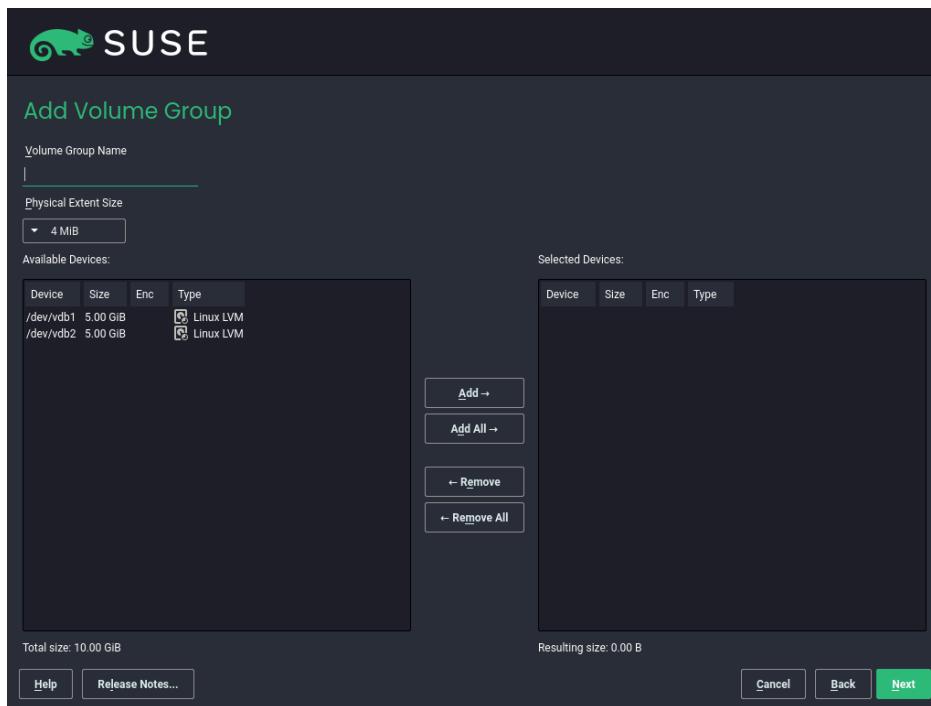 SUSE
Add Volume Group
Volume Group Name
Physical Extent Size
4 MiB
Available Devices:
Device Size Enc Type
/dev/vdb1 5.00 GiB Linux LVM
/dev/vdb2 5.00 GiB Linux LVM
Total size: 10.00 GiB
Add →
Add All →
← Remove
← Remove All
Selected Devices:
Device Size Enc Type
Resulting size: 0.00 B
Help Release Notes... Cancel Back Next